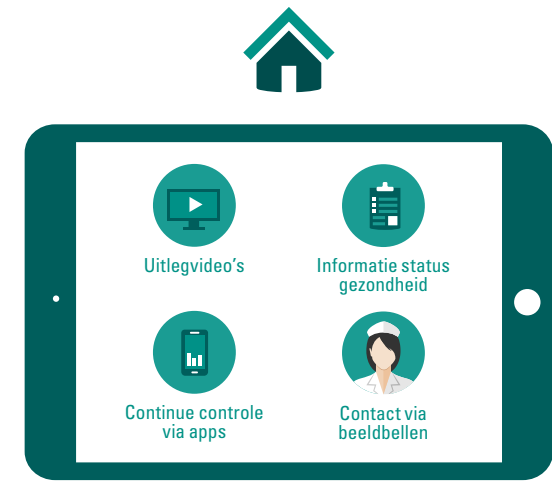 Uitlegvideo's
Informatie status
gezondheid
Continue controle
via apps
Contact via
beeldbellen